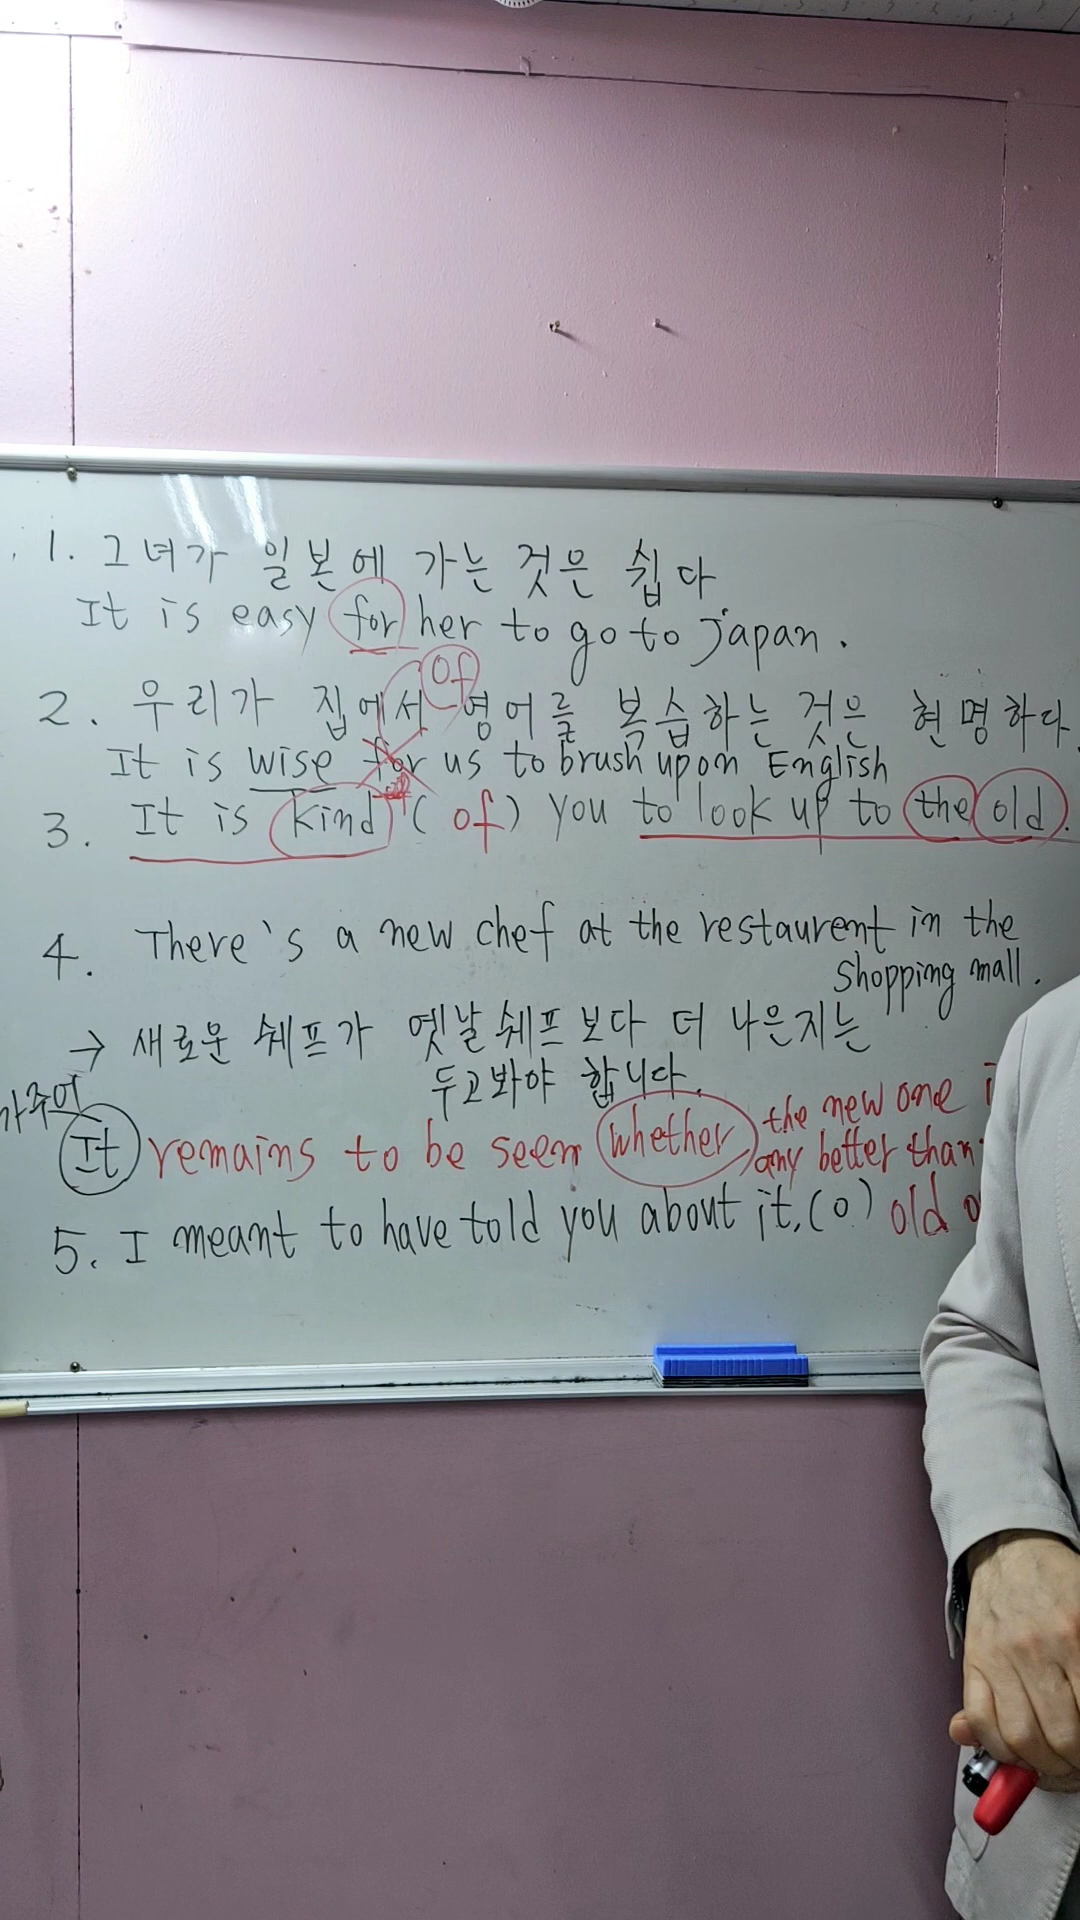 1. 그녀가 일본에 가는 것은 쉽다
It is easy for her to go to Japan.
of
2. 우리가 집에서 영어를 복습하는 것은 현명하다
It is wise for us to brush up on English
3. It is kind (of) you to look up to the old.
4. There's a new chef at the restaurent in the
shopping mall.
→ 새로운 쉐프가 옛날 쉐프보다 더 나은지는
두고봐야 합니다.
가주어
It remains to be seen whether the new one
any better than
old
5. I meant to have told you about it. (o)